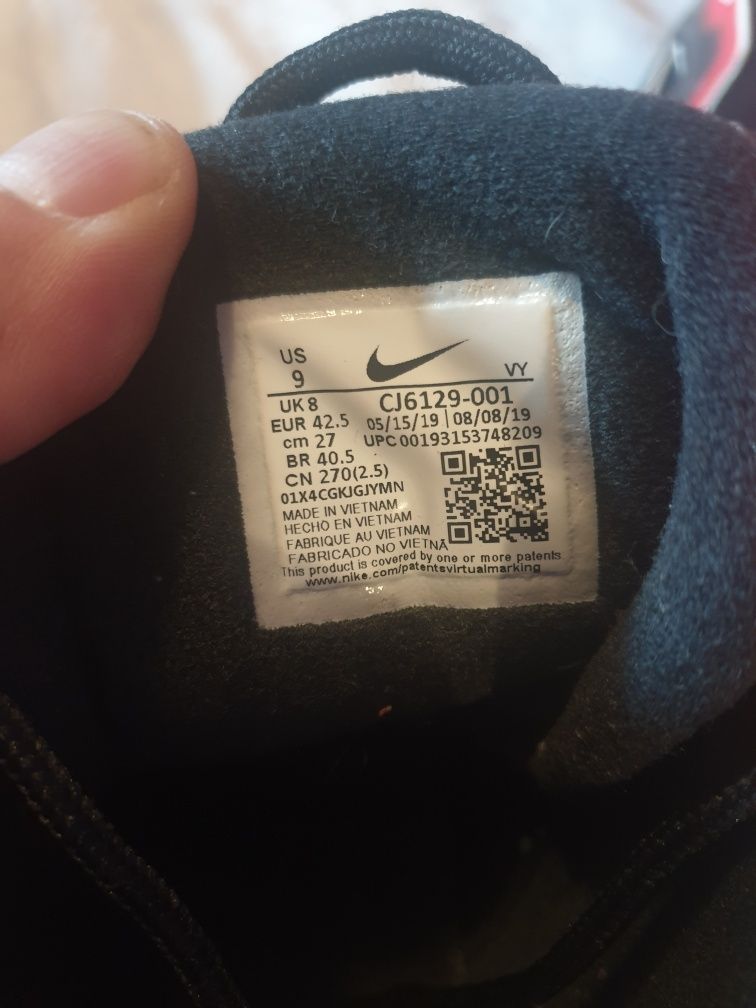 US
9
VY
UK 8
CJ6129-001
EUR 42.5
05/15/19 | 08/08/19
cm 27
UPC 00193153748209
BR 40.5
CN 270(2.5)
01X4CGKJGJYMN
MADE IN VIETNAM
HECHO EN VIETNAM
FABRIQUE AU VIETNAM
FABRICADO NO VIETNÃ
This product is covered by one or more patents
www.nike.com/patentsvirtualmarking